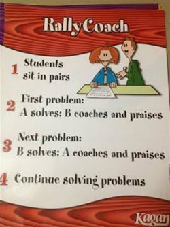 RallyCoach
1 Students
sit in pairs
2 First problem:
A solves: B coaches and praises
3 Next problem:
B solves: A coaches and praises
4 Continue solving problems
Kagan